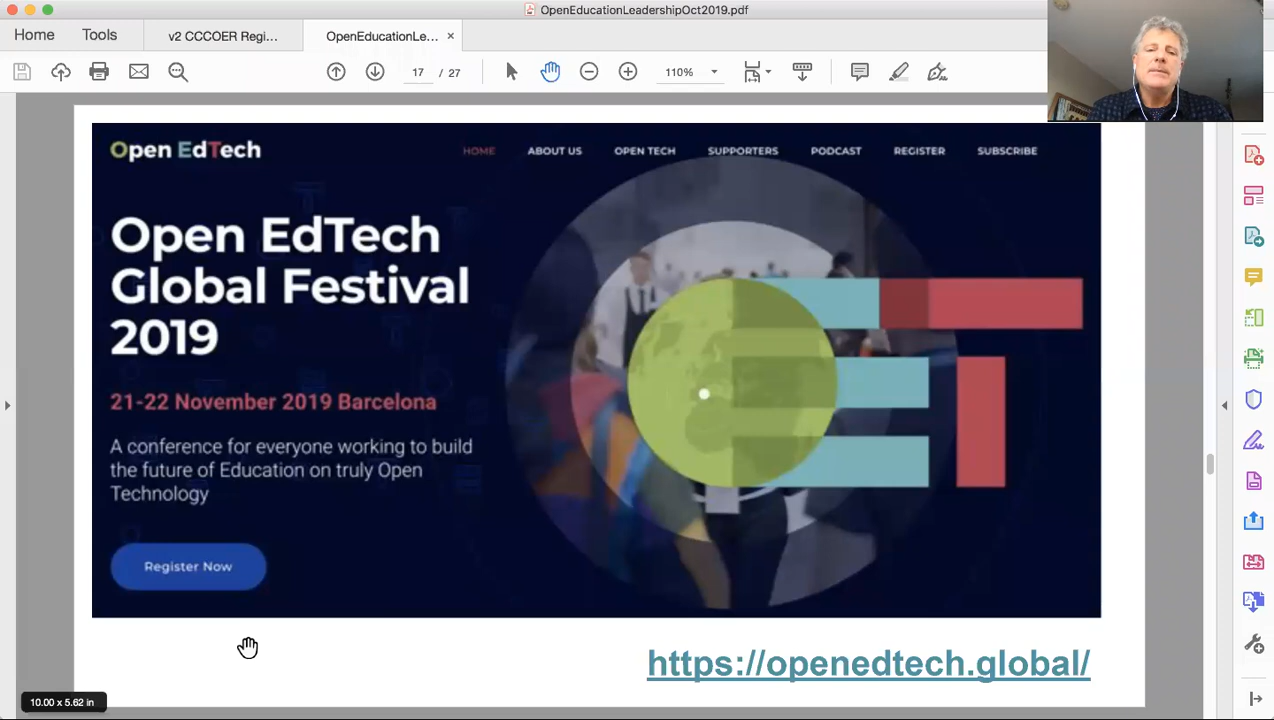 OpenEducationLeadershipOct2019.pdf
Home Tools v2 CCCOER Regi... OpenEducationLe... ×
17 / 27 110%
Open EdTech
HOME ABOUT US OPEN TECH SUPPORTERS PODCAST REGISTER SUBSCRIBE
Open EdTech
Global Festival
2019
21-22 November 2019 Barcelona
A conference for everyone working to build
the future of Education on truly Open
Technology
Register Now
https://openedtech.global/
10.00 x 5.62 in